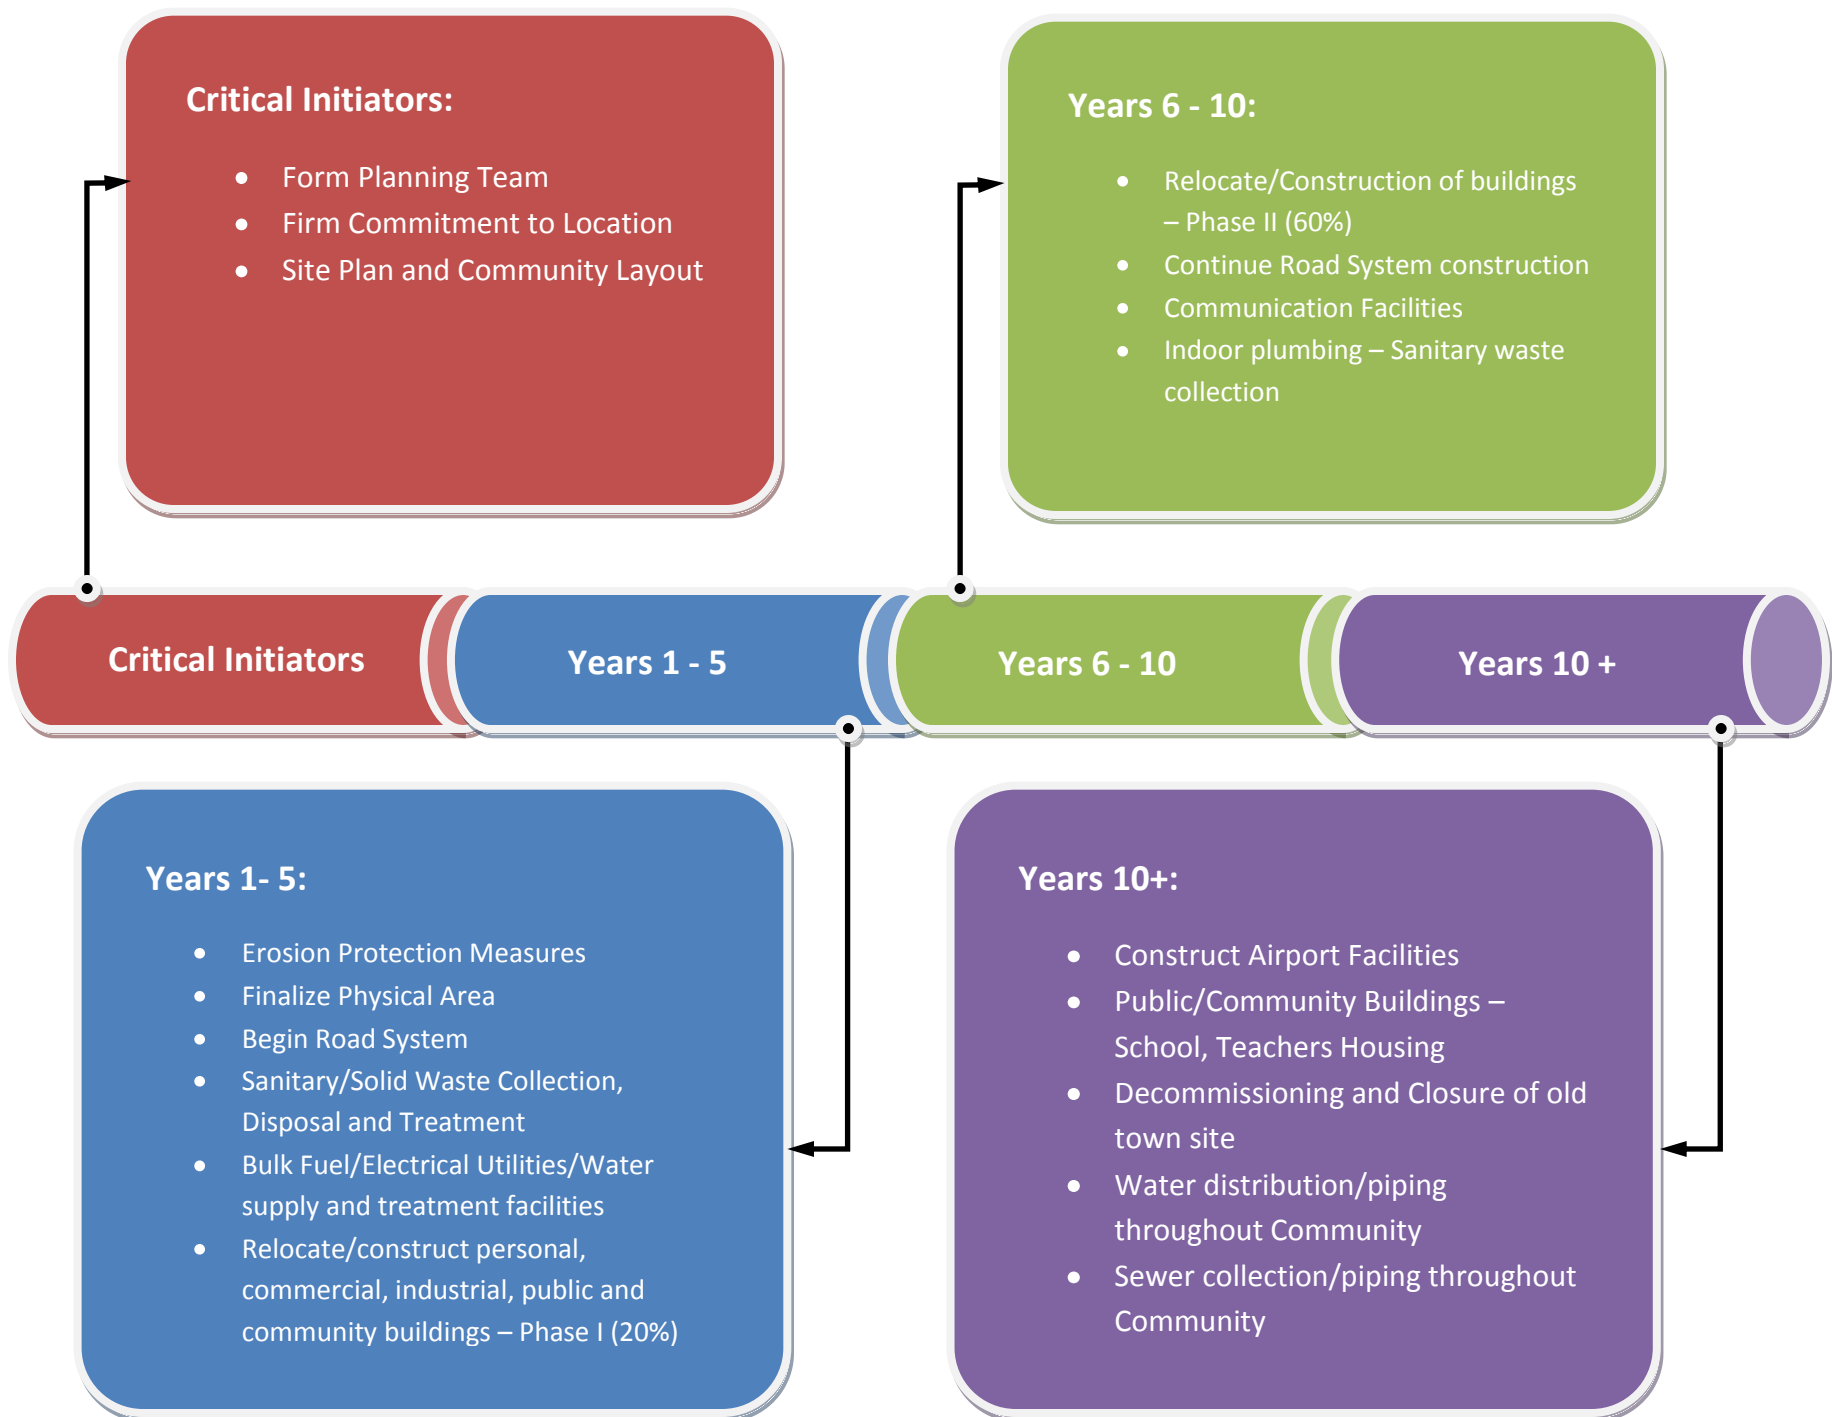 Critical Initiators:
• Form Planning Team
• Firm Commitment to Location
• Site Plan and Community Layout
Years 6 - 10:
• Relocate/Construction of buildings
– Phase II (60%)
• Continue Road System construction
• Communication Facilities
• Indoor plumbing – Sanitary waste
collection
Critical Initiators
Years 1 - 5
Years 6 - 10
Years 10 +
Years 1- 5:
• Erosion Protection Measures
• Finalize Physical Area
• Begin Road System
• Sanitary/Solid Waste Collection,
Disposal and Treatment
• Bulk Fuel/Electrical Utilities/Water
supply and treatment facilities
• Relocate/construct personal,
commercial, industrial, public and
community buildings – Phase I (20%)
Years 10+:
• Construct Airport Facilities
• Public/Community Buildings –
School, Teachers Housing
• Decommissioning and Closure of old
town site
• Water distribution/piping
throughout Community
• Sewer collection/piping throughout
Community